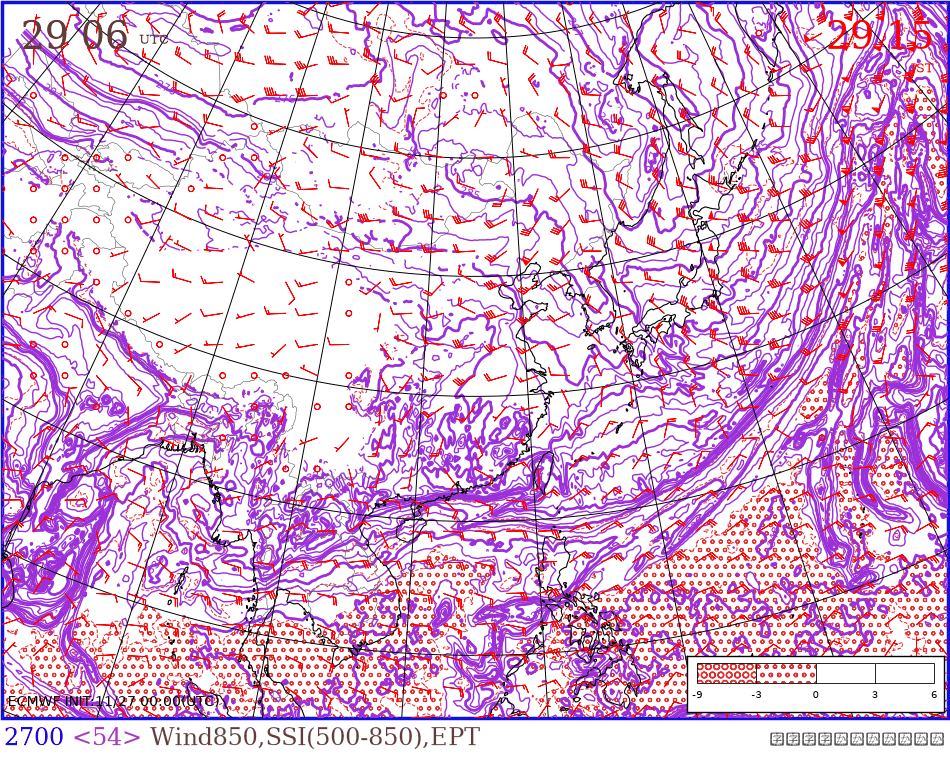 29 06 UTC
29 15
ECMWF INIT:11/27 00:00(UTC)
-9 -3 0 3 6
2700 <54> Wind850,SSI(500-850),EPT